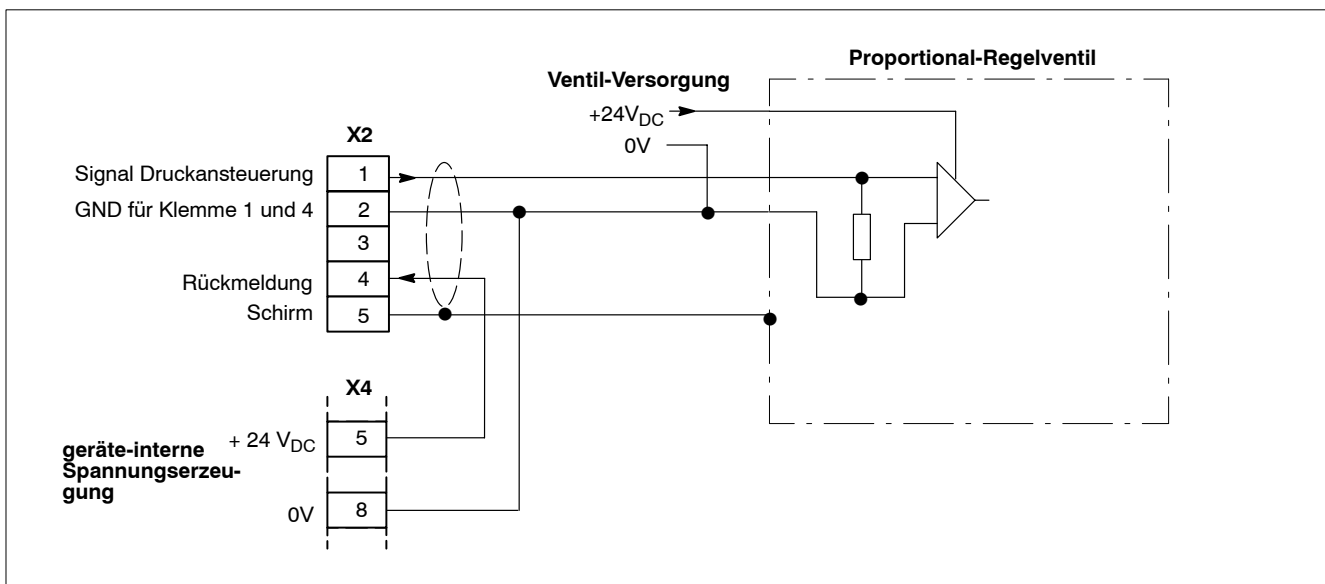 Proportional-Regelventil
Ventil-Versorgung
+24VDC
0V
X2
Signal Druckansteuerung 1
GND für Klemme 1 und 4 2
3
Rückmeldung 4
Schirm 5
X4
geräte-interne
Spannungserzeu-
gung
+ 24 VDC 5
0V 8